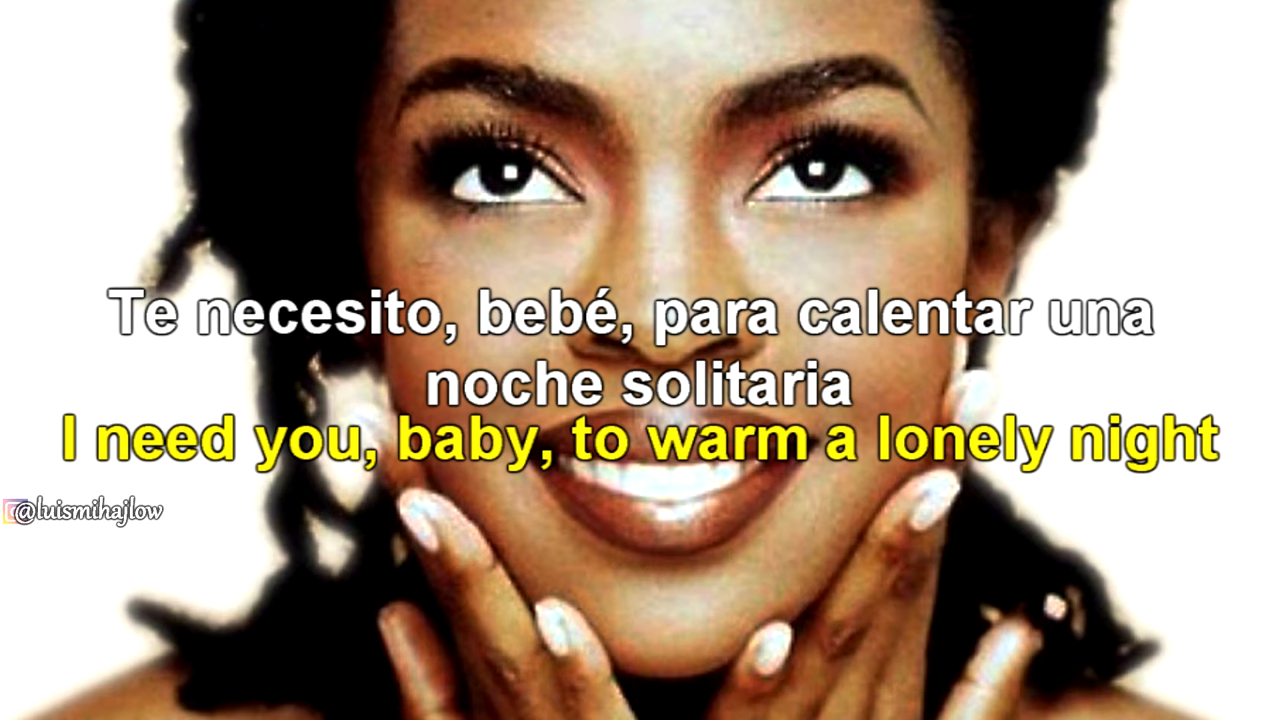 Te necesito, bebé, para calentar una
noche solitaria
I need you, baby, to warm a lonely night
@luismihajlow